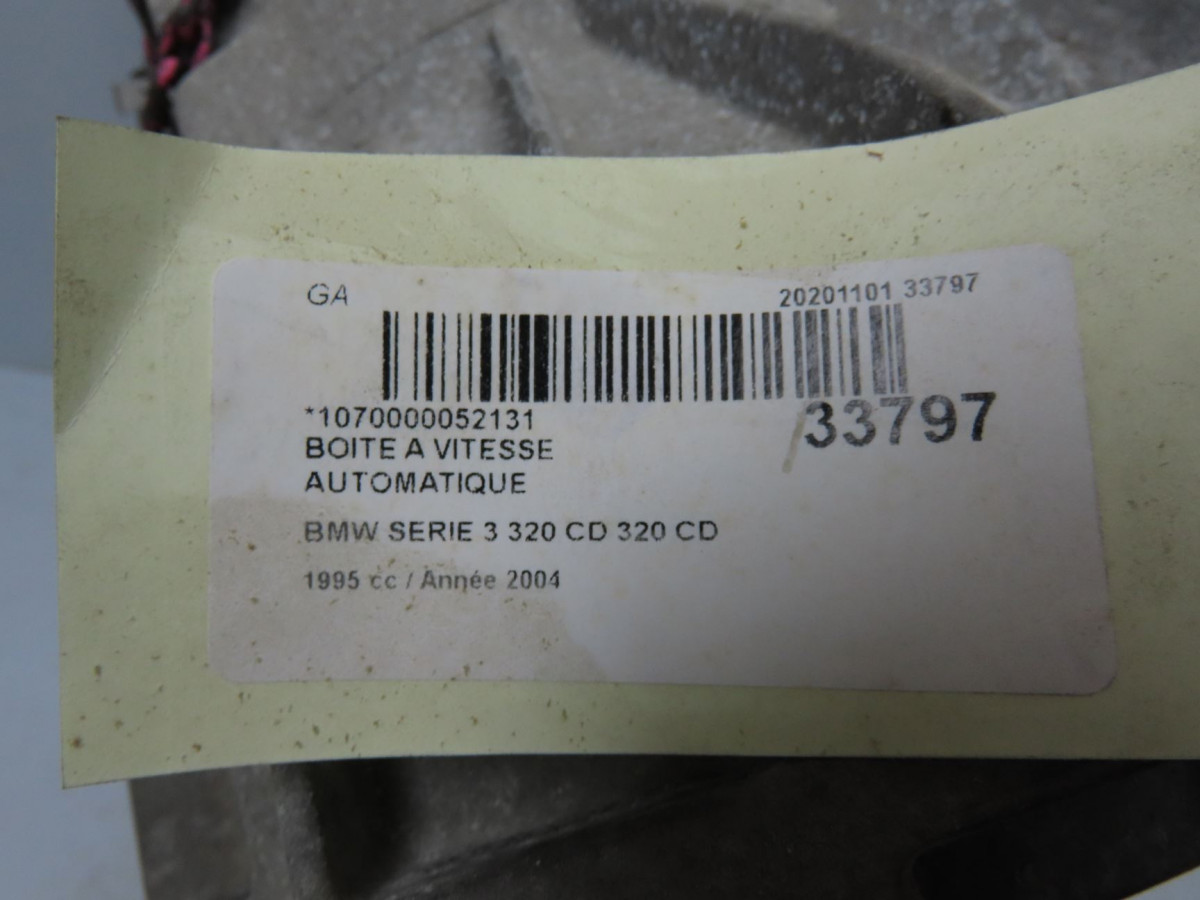 GA 20201101 33797
*1070000052131
33797
BOITE A VITESSE
AUTOMATIQUE
BMW SERIE 3 320 CD 320 CD
1995 cc / Année 2004